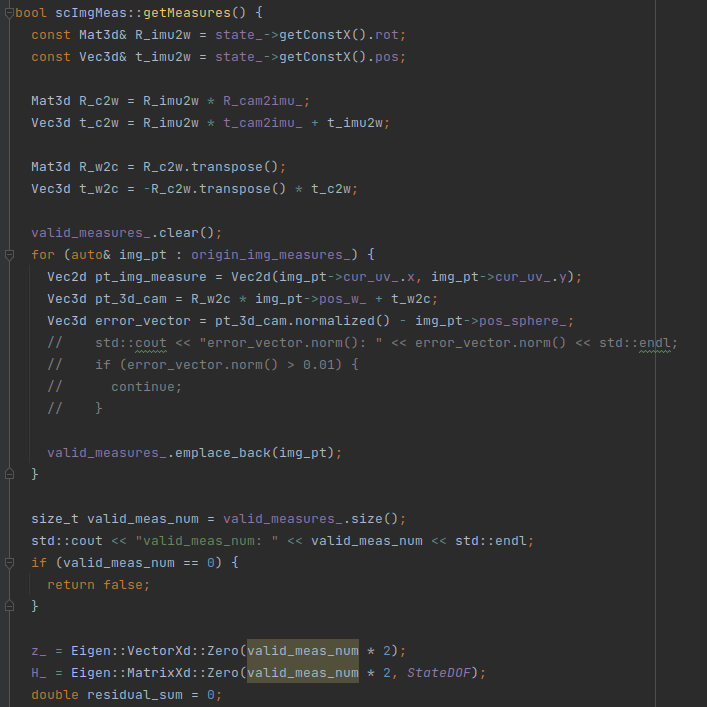 bool scImgMeas::getMeasures() {
  const Mat3d& R_imu2w = state_->getConstX().rot;
  const Vec3d& t_imu2w = state_->getConstX().pos;

  Mat3d R_c2w = R_imu2w * R_cam2imu_;
  Vec3d t_c2w = R_imu2w * t_cam2imu_ + t_imu2w;

  Mat3d R_w2c = R_c2w.transpose();
  Vec3d t_w2c = -R_c2w.transpose() * t_c2w;

  valid_measures_.clear();
  for (auto& img_pt : origin_img_measures_) {
    Vec2d pt_img_measure = Vec2d(img_pt->cur_uv_.x, img_pt->cur_uv_.y);
    Vec3d pt_3d_cam = R_w2c * img_pt->pos_w_ + t_w2c;
    Vec3d error_vector = pt_3d_cam.normalized() - img_pt->pos_sphere_;
    //    std::cout << "error_vector.norm(): " << error_vector.norm() << std::endl;
    //    if (error_vector.norm() > 0.01) {
    //      continue;
    //    }

    valid_measures_.emplace_back(img_pt);
  }

  size_t valid_meas_num = valid_measures_.size();
  std::cout << "valid_meas_num: " << valid_meas_num << std::endl;
  if (valid_meas_num == 0) {
    return false;
  }

  z_ = Eigen::VectorXd::Zero(valid_meas_num * 2);
  H_ = Eigen::MatrixXd::Zero(valid_meas_num * 2, StateDOF);
  double residual_sum = 0;